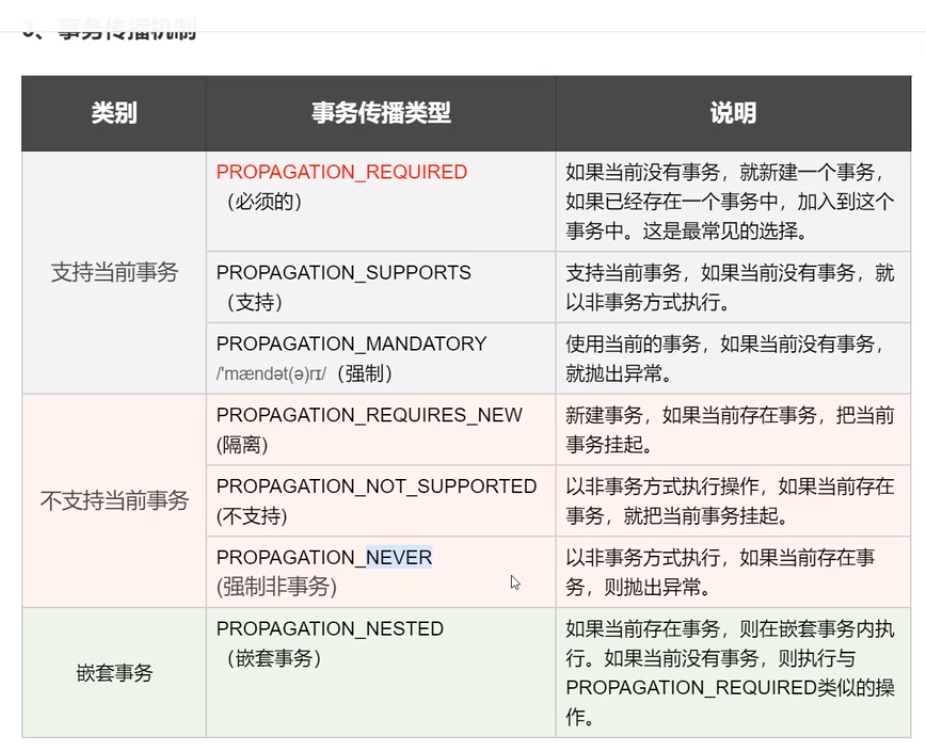 3、事务传播机制
类别
事务传播类型
说明
支持当前事务
PROPAGATION_REQUIRED
（必须的）
如果当前没有事务，就新建一个事务，
如果已经存在一个事务中，加入到这个
事务中。这是最常见的选择。
PROPAGATION_SUPPORTS
（支持）
支持当前事务，如果当前没有事务，就
以非事务方式执行。
PROPAGATION_MANDATORY
/'mændət(ə)rɪ/（强制）
使用当前的事务，如果当前没有事务，
就抛出异常。
不支持当前事务
PROPAGATION_REQUIRES_NEW
(隔离)
新建事务，如果当前存在事务，把当前
事务挂起。
PROPAGATION_NOT_SUPPORTED
(不支持)
以非事务方式执行操作，如果当前存在
事务，就把当前事务挂起。
PROPAGATION_NEVER
(强制非事务)
以非事务方式执行，如果当前存在事
务，则抛出异常。
嵌套事务
PROPAGATION_NESTED
（嵌套事务）
如果当前存在事务，则在嵌套事务内执
行。如果当前没有事务，则执行与
PROPAGATION_REQUIRED类似的操
作。